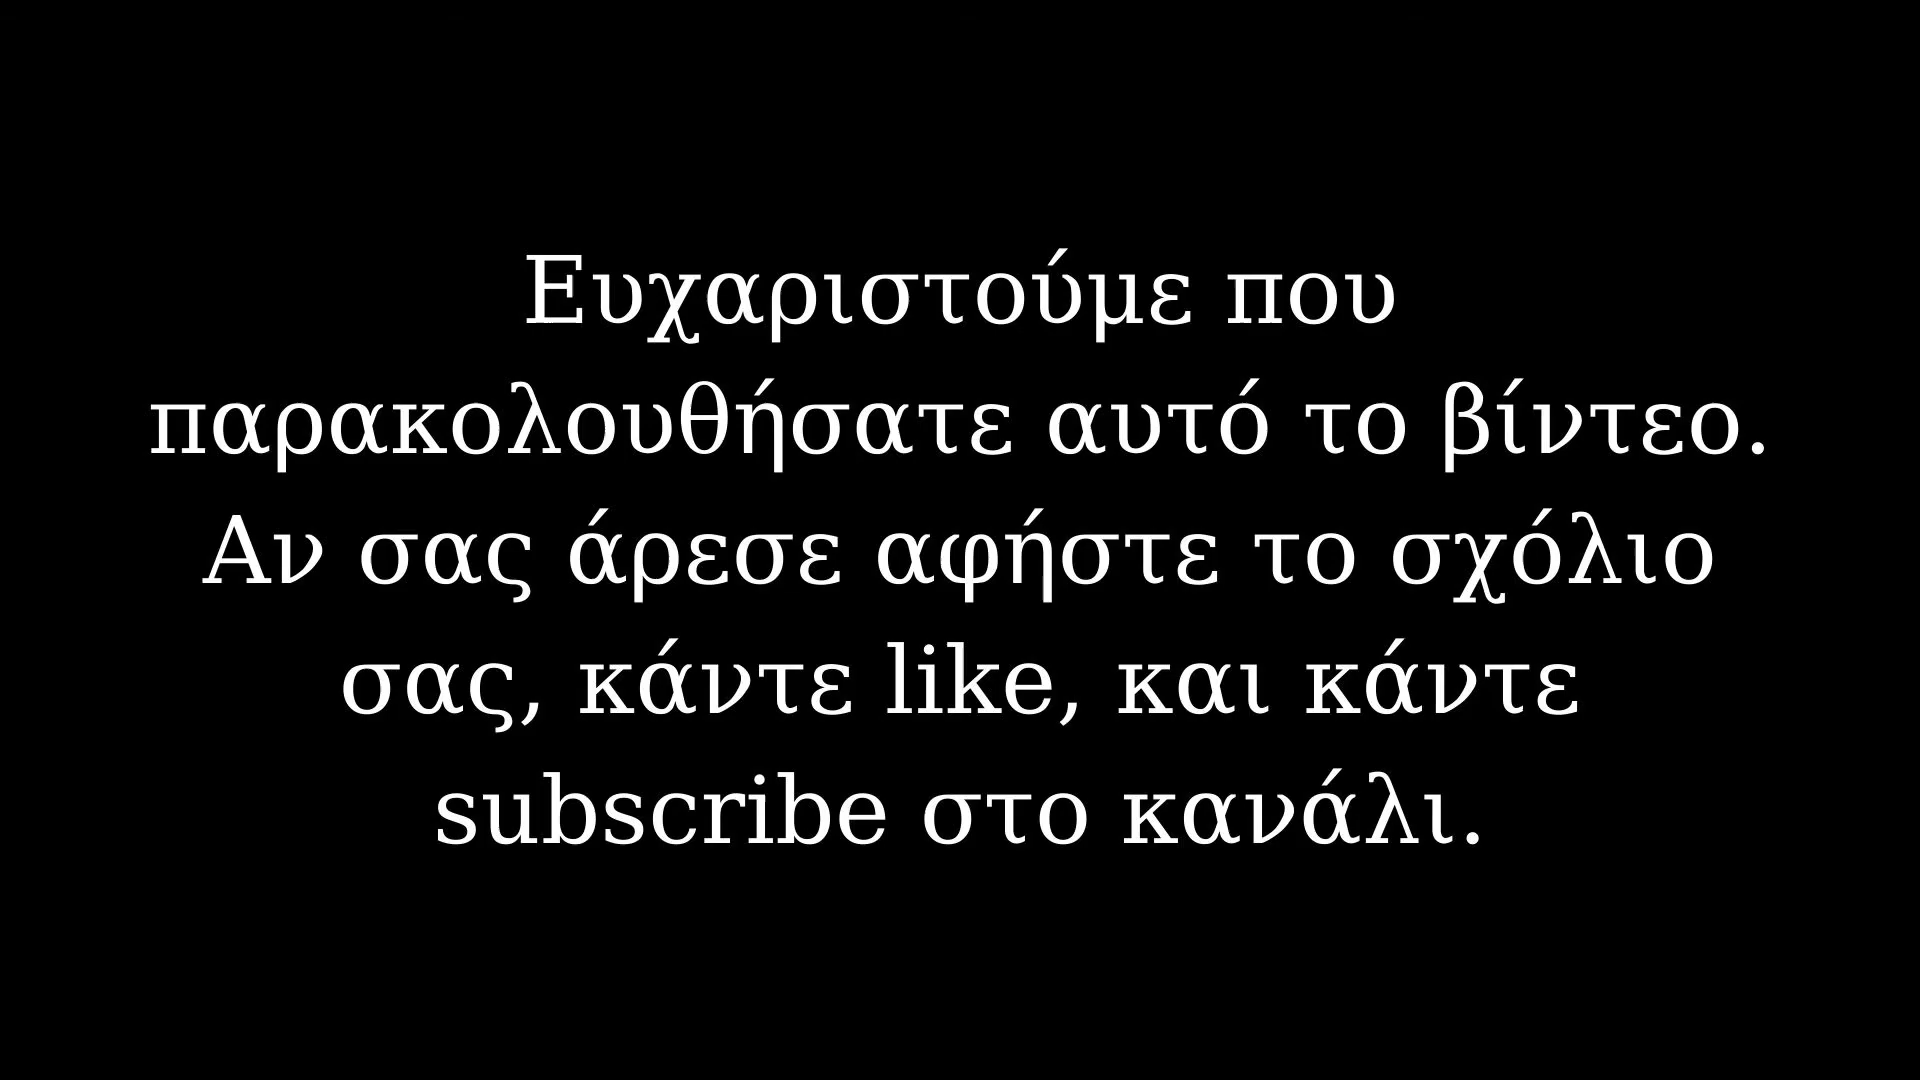 Ευχαριστούμε που
παρακολουθήσατε αυτό το βίντεο.
Αν σας άρεσε αφήστε το σχόλιο
σας, κάντε like, και κάντε
subscribe στο κανάλι.